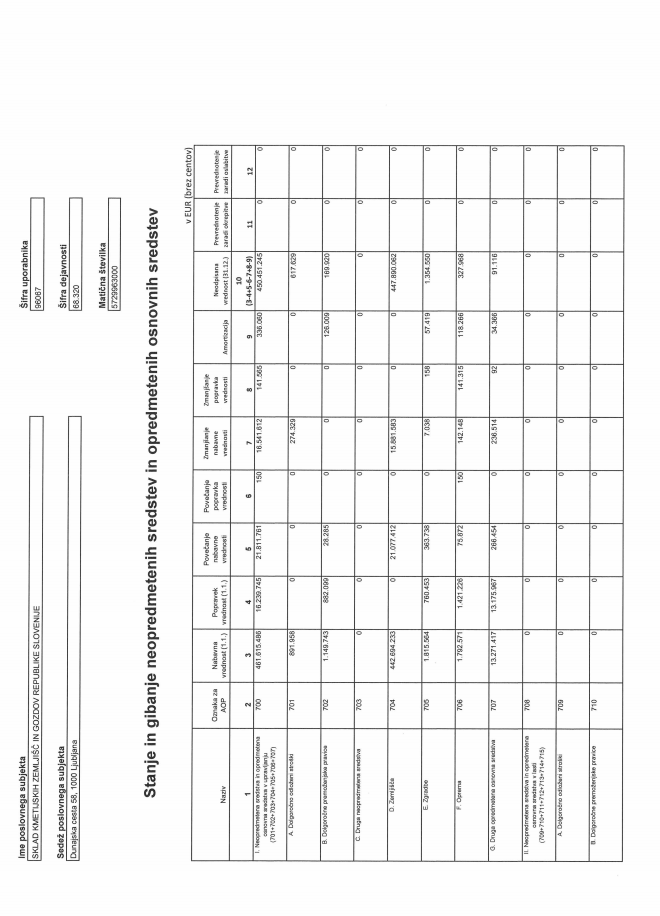 Ime poslovnega subjekta
SKLAD KMETIJSKIH ZEMLJIŠČ IN GOZDOV REPUBLIKE SLOVENIJE
Šifra uporabnika
96067
Sedež poslovnega subjekta
Dunajska cesta 58, 1000 Ljubljana
Šifra dejavnosti
68.320
Matična številka
5729963000
Stanje in gibanje neopredmetenih sredstev in opredmetenih osnovnih sredstev
v EUR (brez centov)
Naziv Oznaka za AOP Nabavna vrednost (1.1.) Popravek vrednost (1.1.) Povečanje nabavne vrednosti Povečanje popravka vrednosti Zmanjšanje nabavne vrednosti Zmanjšanje popravka vrednosti Amortizacija Neodpisana vrednost (31.12.) Prevrednotenje zaradi okrepitve Prevrednotenje zaradi oslabitve
1 2 3 4 5 6 7 8 9 10 (3-4+5-6-7+8-9) 11 12
I. Neopredmetena sredstva in opredmetena osnovna sredstva v upravljanju (701+702+703+704+705+706+707) 700 461.615.486 16.239.745 21.811.761 150 16.541.612 141.565 336.060 450.451.245 0 0
A. Dolgoročno odloženi stroški 701 891.958 0 0 0 274.329 0 0 617.629 0 0
B. Dolgoročne premoženjske pravice 702 1.149.743 882.099 28.285 0 0 0 126.009 169.920 0 0
C. Druga neopredmetena sredstva 703 0 0 0 0 0 0 0 0 0 0
D. Zemljišča 704 442.694.233 0 21.077.412 0 15.881.583 0 0 447.890.062 0 0
E. Zgradbe 705 1.815.564 760.453 363.738 0 7.038 158 57.419 1.354.550 0 0
F. Oprema 706 1.792.571 1.421.226 75.872 150 142.148 141.315 118.266 327.968 0 0
G. Druga opredmetena osnovna sredstva 707 13.271.417 13.175.967 266.454 0 236.514 92 34.366 91.116 0 0
II. Neopredmetena sredstva in opredmetena osnovna sredstva v lasti (709+710+711+712+713+714+715) 708 0 0 0 0 0 0 0 0 0 0
A. Dolgoročno odloženi stroški 709 0 0 0 0 0 0 0 0 0 0
B. Dolgoročne premoženjske pravice 710 0 0 0 0 0 0 0 0 0 0